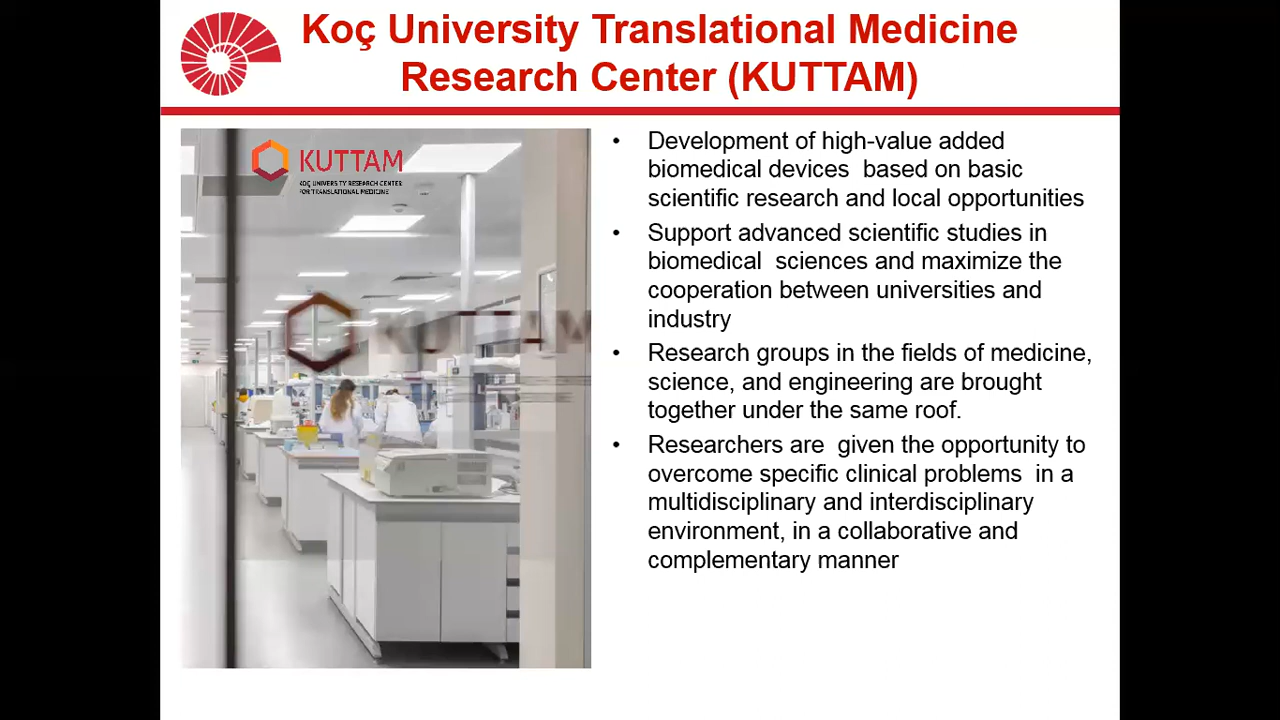 Koç University Translational Medicine
Research Center (KUTTAM)
KUTTAM
KOÇ UNIVERSITY RESEARCH CENTER
FOR TRANSLATIONAL MEDICINE
KUTTAM
• Development of high-value added
biomedical devices based on basic
scientific research and local opportunities
• Support advanced scientific studies in
biomedical sciences and maximize the
cooperation between universities and
industry
• Research groups in the fields of medicine,
science, and engineering are brought
together under the same roof.
• Researchers are given the opportunity to
overcome specific clinical problems in a
multidisciplinary and interdisciplinary
environment, in a collaborative and
complementary manner